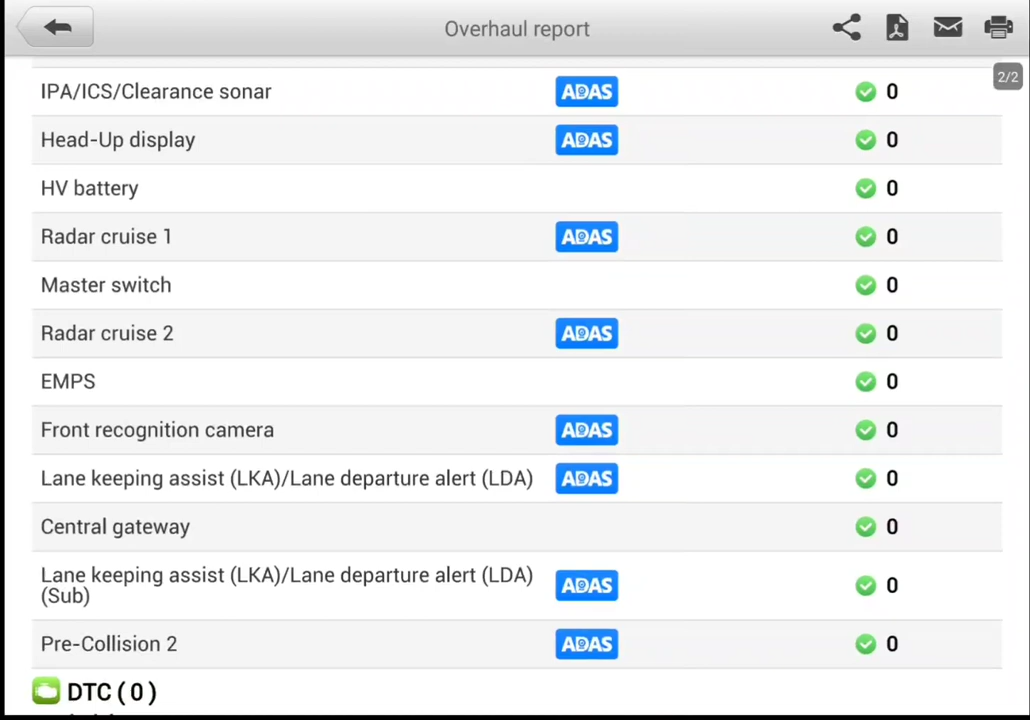 Overhaul report
2/2
IPA/ICS/Clearance sonar ADAS 0
Head-Up display ADAS 0
HV battery 0
Radar cruise 1 ADAS 0
Master switch 0
Radar cruise 2 ADAS 0
EMPS 0
Front recognition camera ADAS 0
Lane keeping assist (LKA)/Lane departure alert (LDA) ADAS 0
Central gateway 0
Lane keeping assist (LKA)/Lane departure alert (LDA)
(Sub) ADAS 0
Pre-Collision 2 ADAS 0
DTC ( 0 )